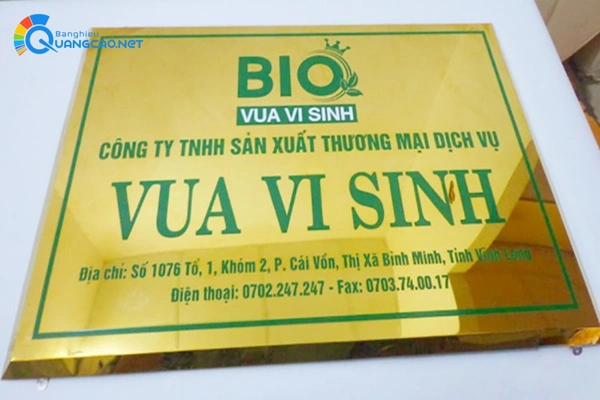 Banghieu
QUANGCAO.NET
BIO
VUA VI SINH
CÔNG TY TNHH SẢN XUẤT THƯƠNG MẠI DỊCH VỤ
VUA VI SINH
Địa chỉ: Số 1076 Tổ, 1, Khóm 2, P. Cái Vồn, Thị Xã Bình Minh, Tỉnh Vĩnh Long
Điện thoại: 0702.247.247 - Fax: 0703.74.00.17